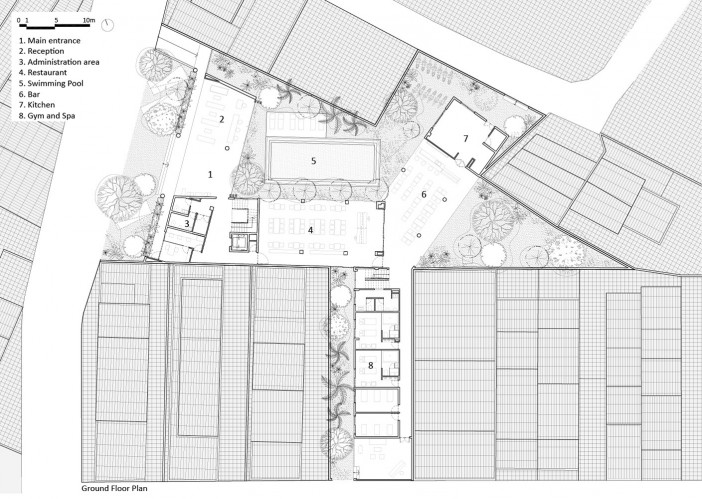 0 1 5 10m
1. Main entrance
2. Reception
3. Administration area
4. Restaurant
5. Swimming Pool
6. Bar
7. Kitchen
8. Gym and Spa
2
7
5
1
6
3
4
8
Ground Floor Plan